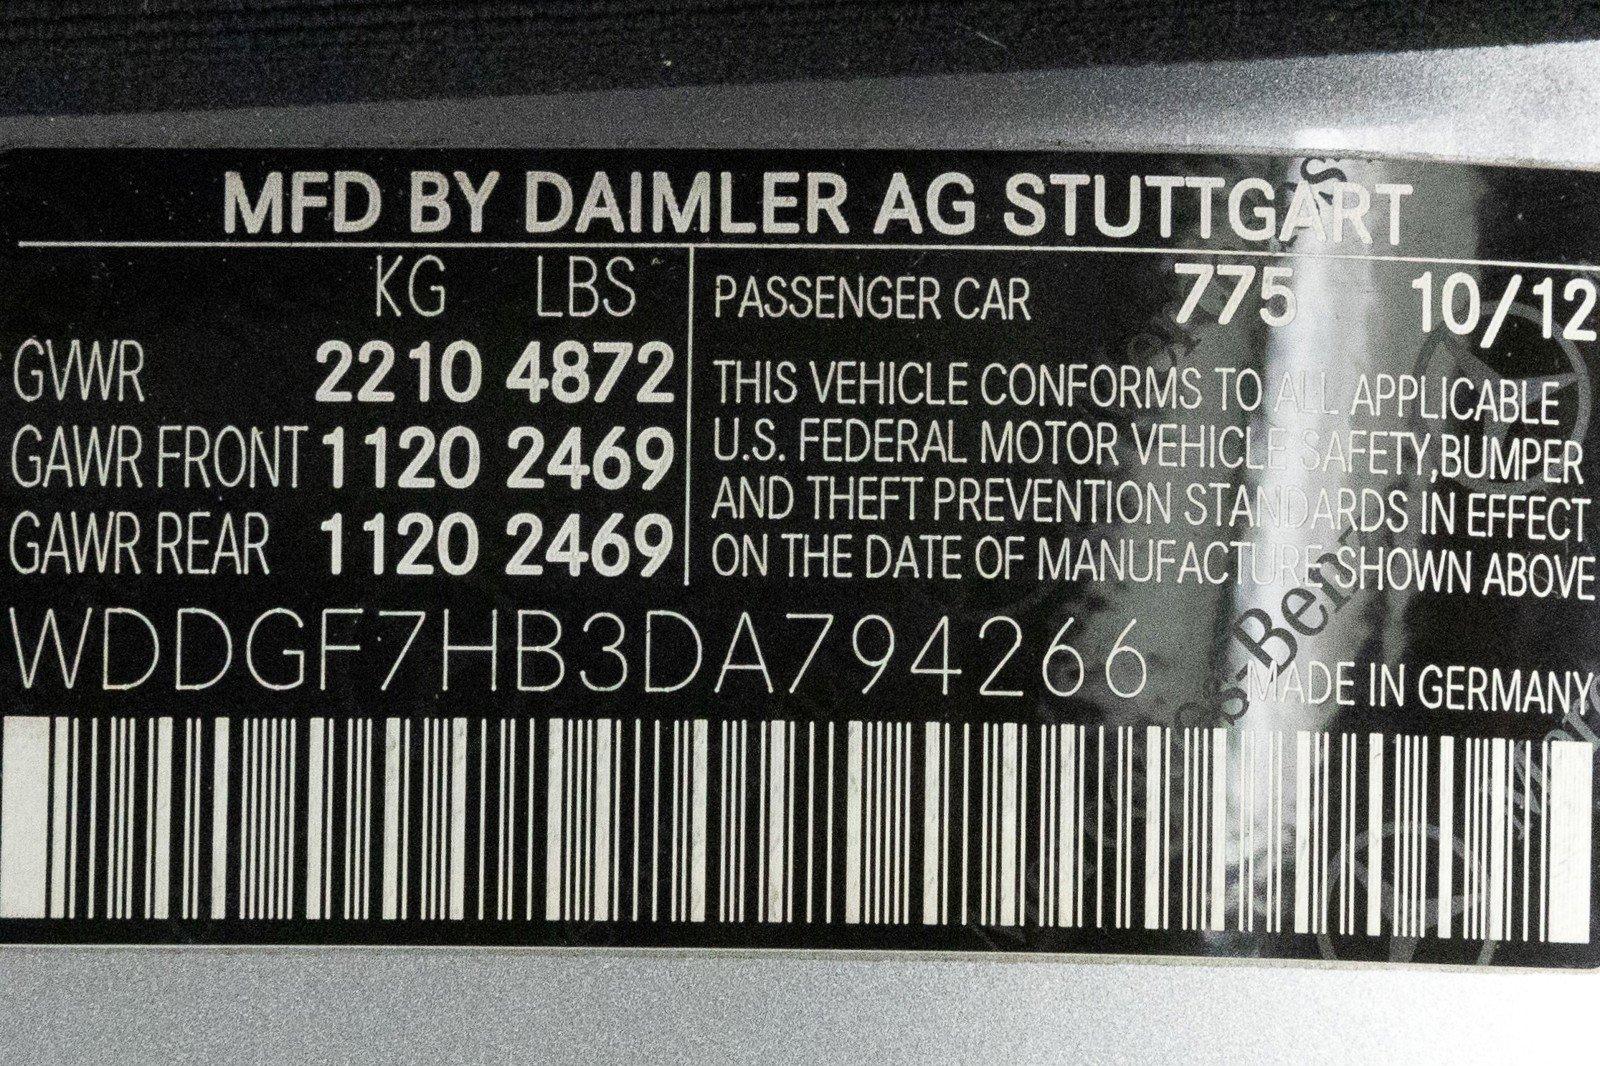 MFD BY DAIMLER AG STUTTGART
KG LBS
GVWR 2210 4872
GAWR FRONT 1120 2469
GAWR REAR 1120 2469
PASSENGER CAR 775 10/12
THIS VEHICLE CONFORMS TO ALL APPLICABLE
U.S. FEDERAL MOTOR VEHICLE SAFETY,BUMPER
AND THEFT PREVENTION STANDARDS IN EFFECT
ON THE DATE OF MANUFACTURE SHOWN ABOVE
WDDGF7HB3DA794266
MADE IN GERMANY